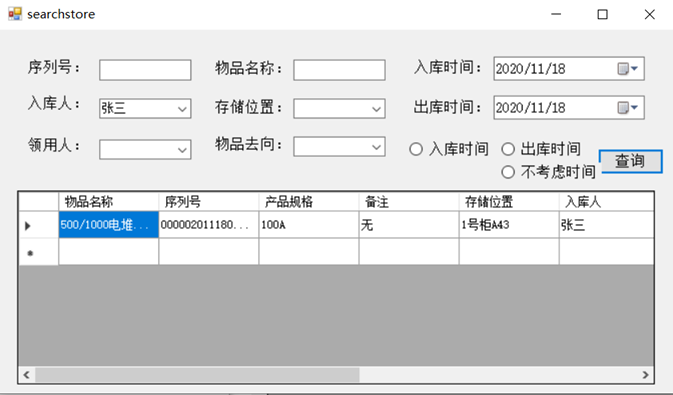 searchstore
序列号： 物品名称： 入库时间： 2020/11/18
入库人： 张三 存储位置： 出库时间： 2020/11/18
领用人： 物品去向： 入库时间 出库时间
不考虑时间 查询
物品名称 序列号 产品规格 备注 存储位置 入库人
500/1000电堆... 000002011180... 100A 无 1号柜A43 张三